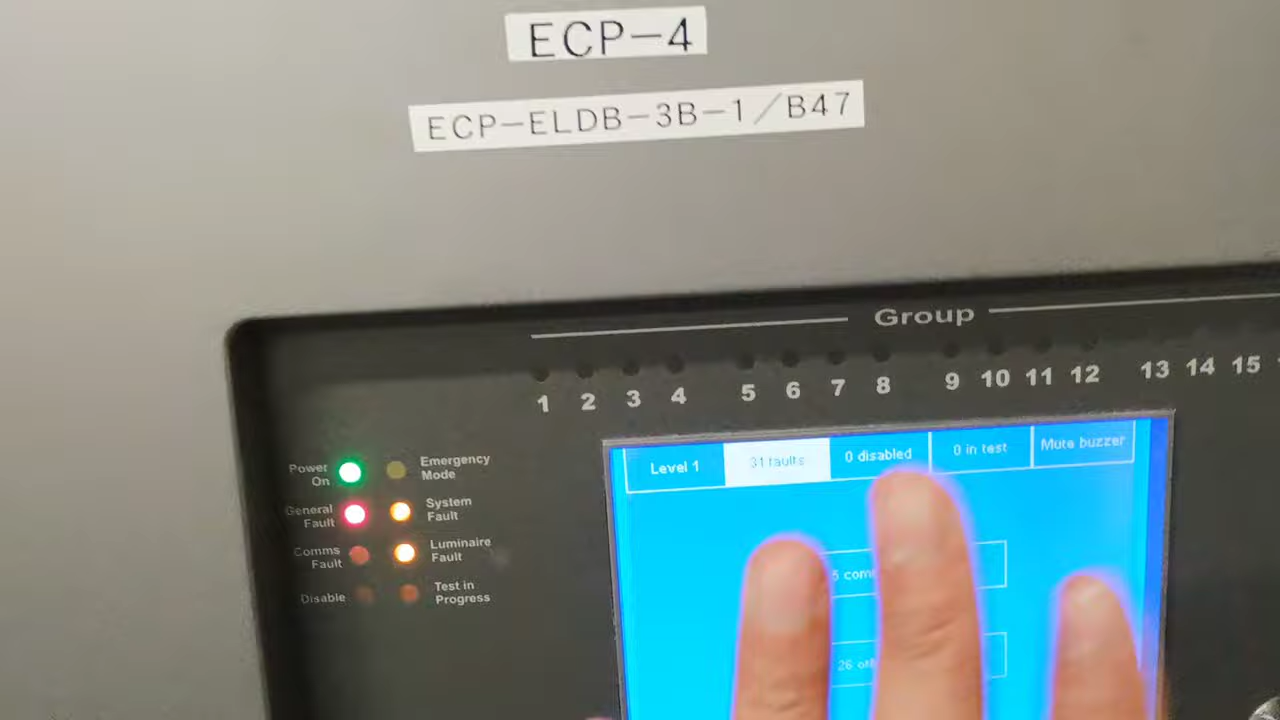 ECP-4
ECP-ELDB-3B-1/B47
Group
1 2 3 4 5 6 7 8 9 10 11 12 13 14 15
Level 1
31 faults
0 disabled
0 in test
Mute buzzer
Power On
Emergency Mode
General Fault
System Fault
Comms Fault
Luminaire Fault
Disable
Test in Progress
5
26